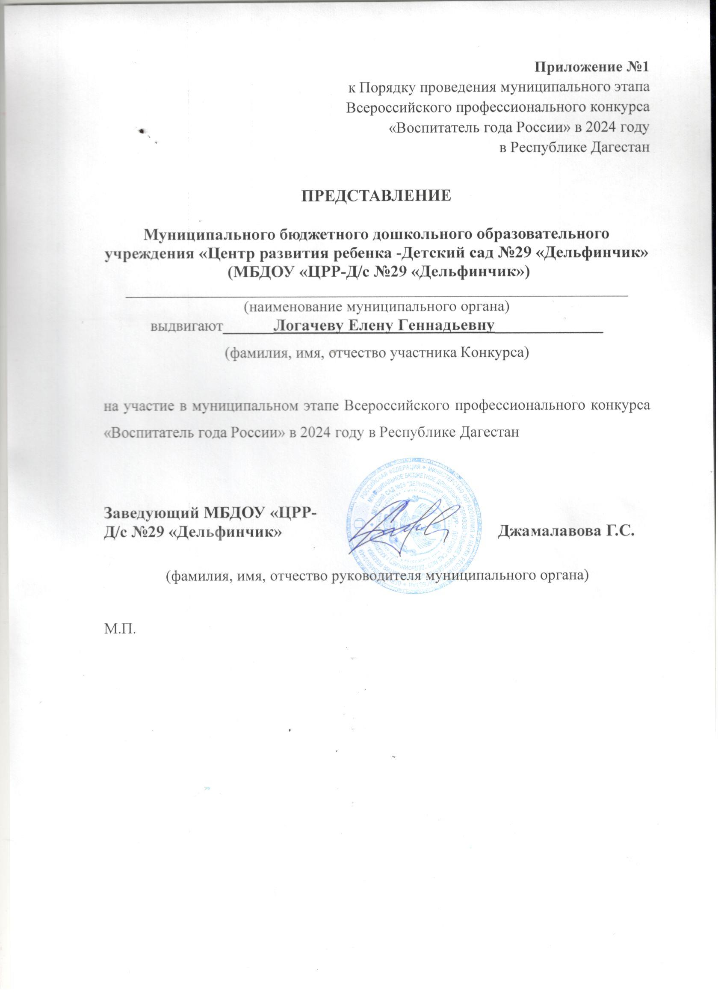 Приложение №1
к Порядку проведения муниципального этапа
Всероссийского профессионального конкурса
«Воспитатель года России» в 2024 году
в Республике Дагестан
ПРЕДСТАВЛЕНИЕ
Муниципального бюджетного дошкольного образовательного
учреждения «Центр развития ребенка -Детский сад №29 «Дельфинчик»
(МБДОУ «ЦРР-Д/с №29 «Дельфинчик»)
(наименование муниципального органа)
выдвигают Логачеву Елену Геннадьевну
(фамилия, имя, отчество участника Конкурса)
на участие в муниципальном этапе Всероссийского профессионального конкурса
«Воспитатель года России» в 2024 году в Республике Дагестан
Заведующий МБДОУ «ЦРР-
Д/с №29 «Дельфинчик»
Джамалавова Г.С.
РОССИЙСКАЯ ФЕДЕРАЦИЯ * МИНИСТЕРСТВО ОБРАЗОВАНИЯ И НАУКИ
МУНИЦИПАЛЬНОЕ БЮДЖЕТНОЕ ДОШКОЛЬНОЕ ОБРАЗОВАТЕЛЬНОЕ УЧРЕЖДЕНИЕ
ДЕТСКИЙ САД №29 "ДЕЛЬФИНЧИК"
(фамилия, имя, отчество руководителя муниципального органа)
М.П.